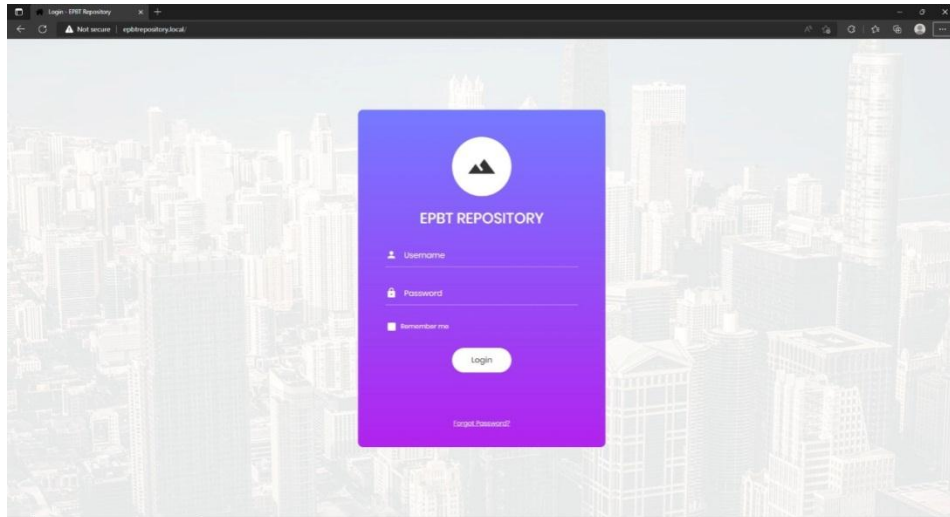 Login - EPBT Repository
Not secure | epbtrepository.local/
EPBT REPOSITORY
Username
Password
Remember me
Login
Forgot Password?